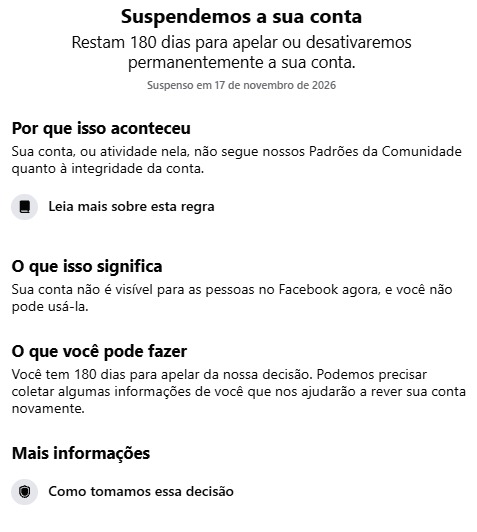 Suspendemos a sua conta
Restam 180 dias para apelar ou desativaremos
permanentemente a sua conta.
Suspenso em 17 de novembro de 2026
Por que isso aconteceu
Sua conta, ou atividade nela, não segue nossos Padrões da Comunidade
quanto à integridade da conta.
Leia mais sobre esta regra
O que isso significa
Sua conta não é visível para as pessoas no Facebook agora, e você não
pode usá-la.
O que você pode fazer
Você tem 180 dias para apelar da nossa decisão. Podemos precisar
coletar algumas informações de você que nos ajudarão a rever sua conta
novamente.
Mais informações
Como tomamos essa decisão